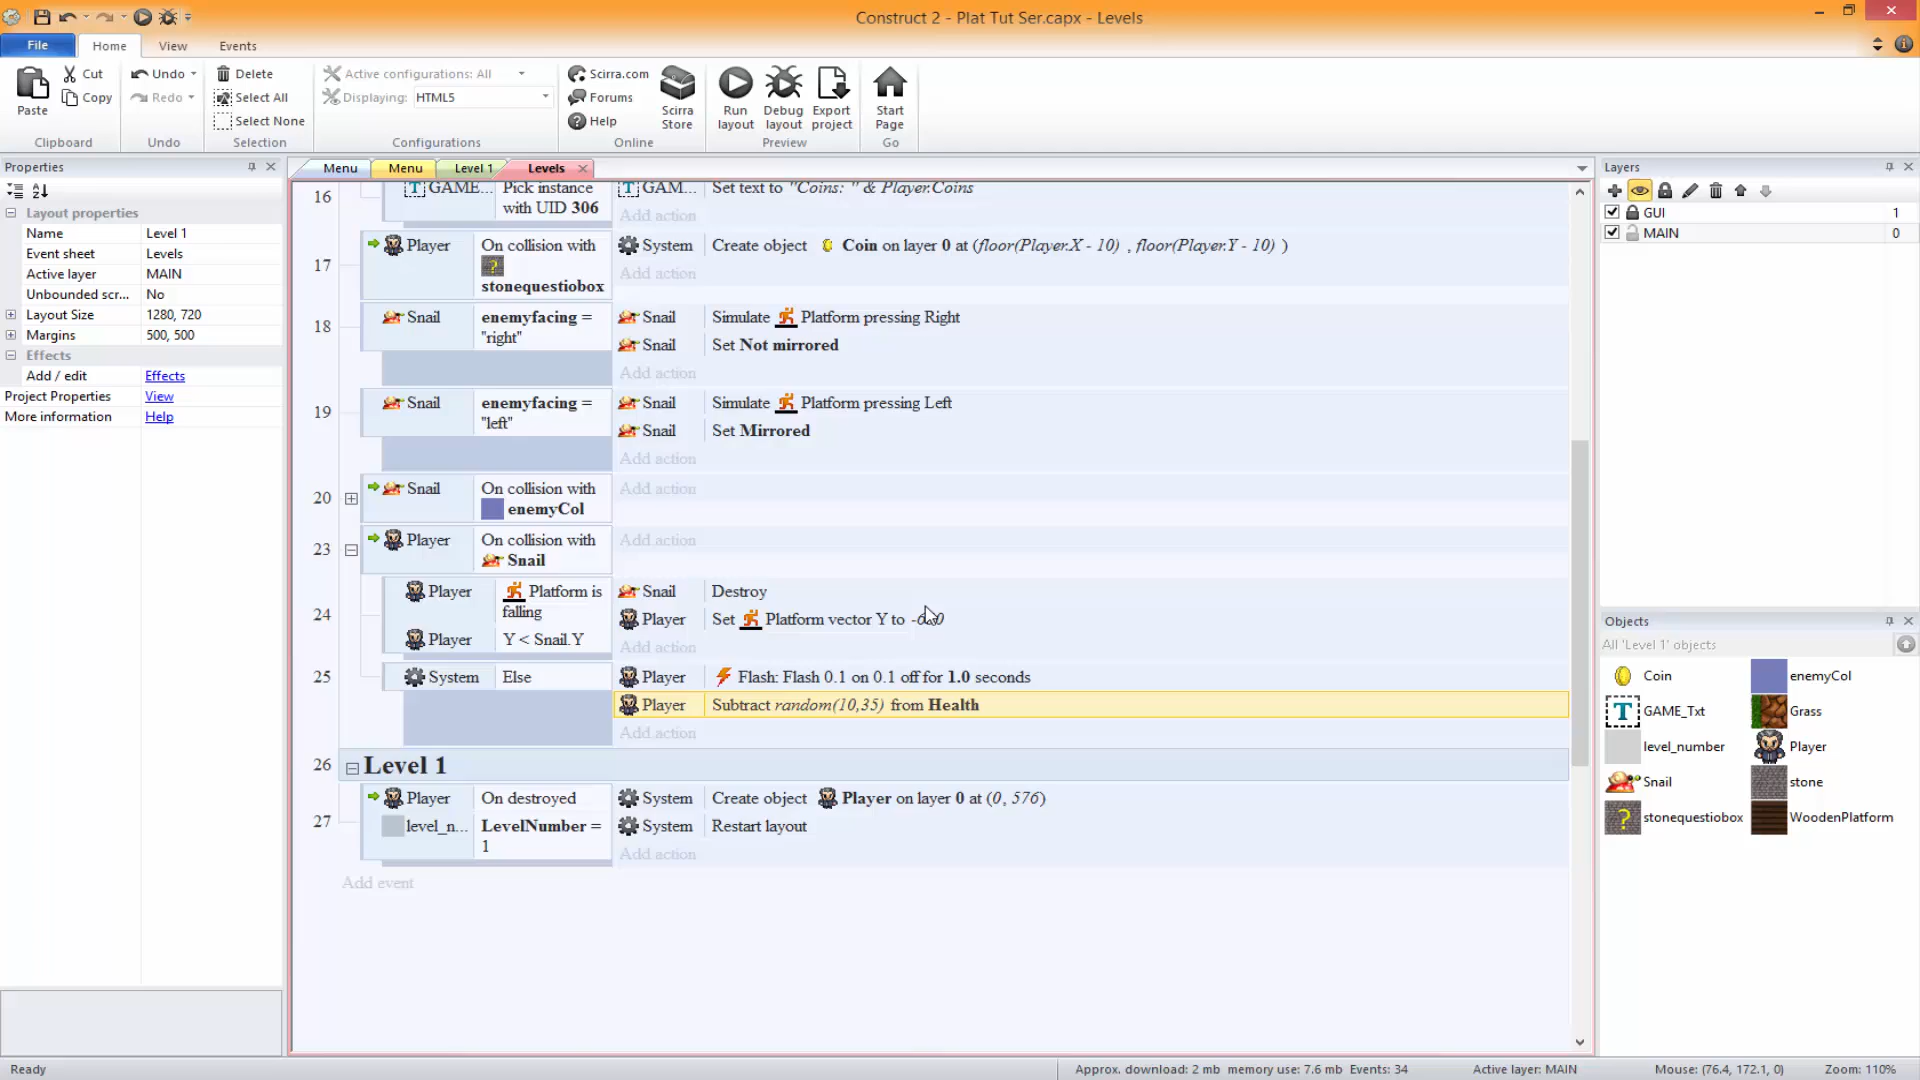 Construct 2 - Plat Tut Ser.capx - Levels
File Home View Events
Paste Cut Copy Undo Redo Delete Select All Select None
Active configurations: All
Displaying: HTML5
Scirra.com Forums Help Scirra Store
Run layout Debug layout Export project Start Page
Clipboard Undo Selection Configurations Online Preview Go
Properties
Menu Menu Level 1 Levels
Layers
Layout properties
Name Level 1
Event sheet Levels
Active layer MAIN
Unbounded scr... No
Layout Size 1280, 720
Margins 500, 500
Effects
Add / edit Effects
Project Properties View
More information Help
16 GAME... Pick instance with UID 306 GAM... Set text to "Coins: " & Player.Coins
Add action
17 Player On collision with stonequestiobox System Create object Coin on layer 0 at (floor(Player.X - 10) , floor(Player.Y - 10) )
Add action
18 Snail enemyfacing = "right" Snail Simulate Platform pressing Right
Snail Set Not mirrored
Add action
19 Snail enemyfacing = "left" Snail Simulate Platform pressing Left
Snail Set Mirrored
Add action
20 Snail On collision with enemyCol Add action
23 Player On collision with Snail Add action
24 Player Platform is falling Snail Destroy
Player Y < Snail.Y Player Set Platform vector Y to
Add action
25 System Else Player Flash: Flash 0.1 on 0.1 off for 1.0 seconds
Player Subtract random(10,35) from Health
Add action
26 Level 1
27 Player On destroyed System Create object Player on layer 0 at (0, 576)
level_n... LevelNumber = 1 System Restart layout
Add action
Add event
GUI 1
MAIN 0
Objects
All 'Level 1' objects
Coin enemyCol
T GAME_Txt Grass
level_number Player
Snail stone
? stonequestiobox WoodenPlatform
Ready Approx. download: 2 mb memory use: 7.6 mb Events: 34 Active layer: MAIN Mouse: (76.4, 172.1, 0) Zoom: 110%